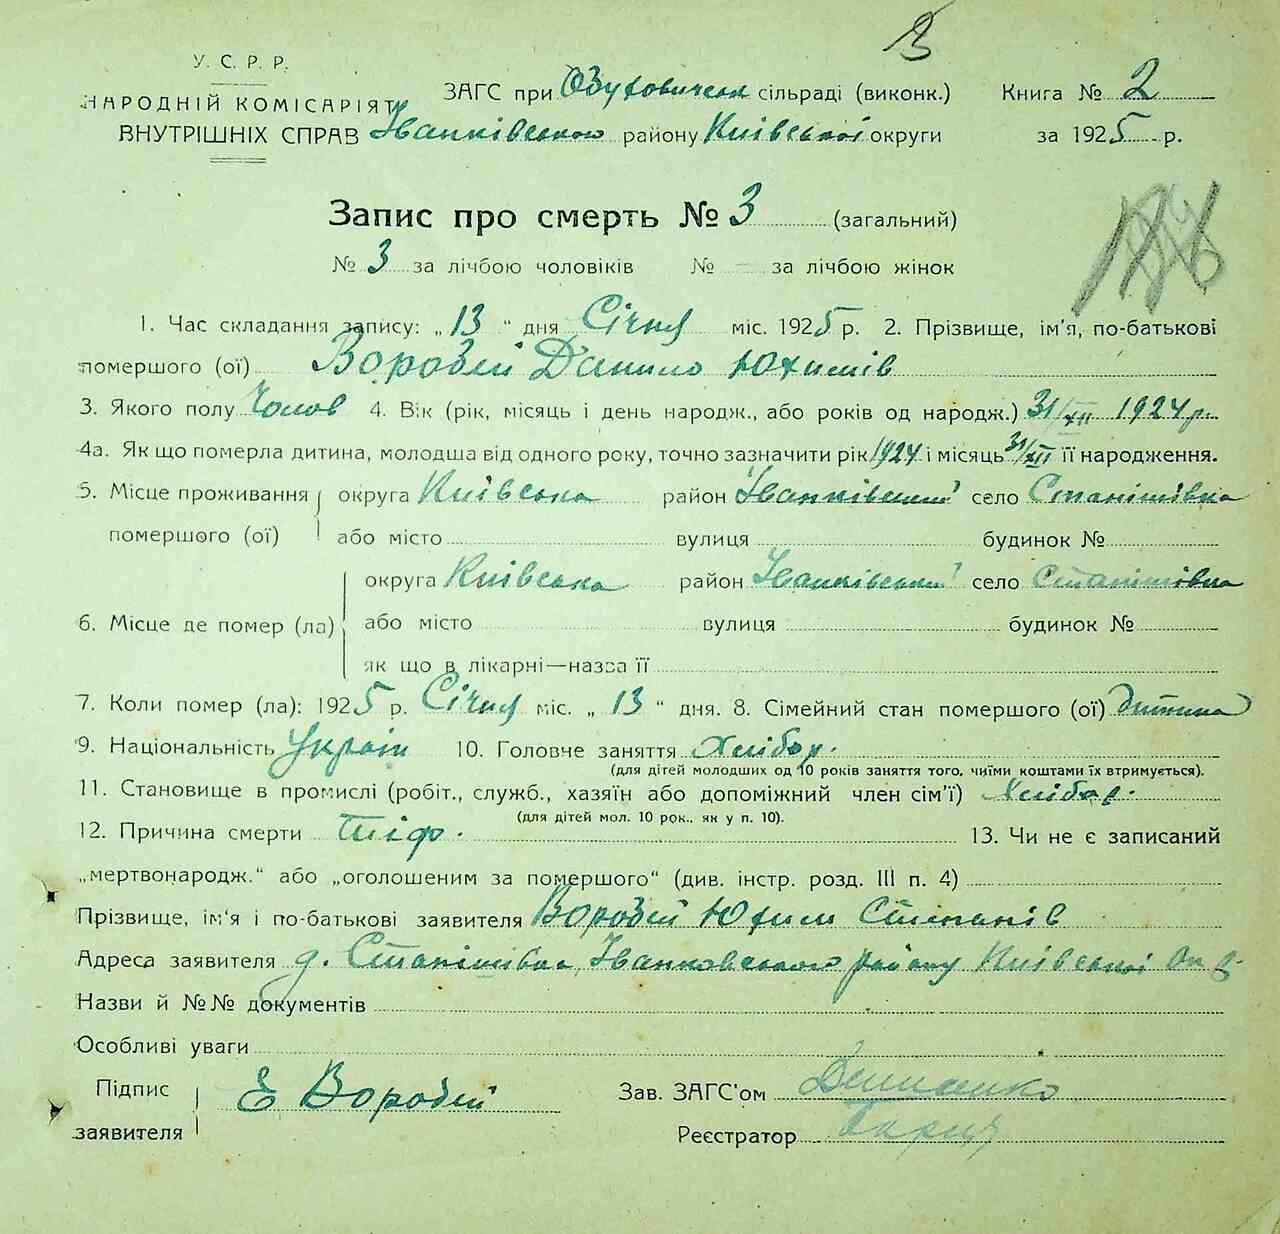 3
У. С. Р. Р.
НАРОДНІЙ КОМІСАРІЯТ
ВНУТРІШНІХ СПРАВ
ЗАГС при сільраді (виконк.) Книга № 2
Іванківського району Київської округи за 1925 р.
Запис про смерть № 3 (загальний)
№ 3 за лічбою чоловіків № – за лічбою жінок
1. Час складання запису: „ 13 “ дня Січня міс. 1925 р. 2. Прізвище, ім'я, по-батькові
помершого (ої) Воробей Данило Юхимів
3. Якого полу Чолов 4. Вік (рік, місяць і день народж., або років од народж.) 31/XII 1924 р.
4а. Як що померла дитина, молодша від одного року, точно зазначити рік 1924 і місяць 31/XII її народження.
5. Місце проживання округа Київська район Іванківський село Станішівка
помершого (ої) або місто вулиця будинок №
округа Київська район Іванківський село Станішівка
6. Місце де помер (ла) або місто вулиця будинок №
як що в лікарні—назва її
7. Коли помер (ла): 1925 р. Січня міс. „ 13 “ дня. 8. Сімейний стан помершого (ої) Дитина
9. Національність Україн 10. Головче заняття Хлібор.
(для дітей молодших од 10 років заняття того, чиїми коштами їх втримується).
11. Становище в промислі (робіт., служб., хазяїн або допоміжний член сім'ї) Хлібор.
(для дітей мол. 10 рок., як у п. 10).
12. Причина смерти тіф. 13. Чи не є записаний
„мертвонародж.“ або „оголошеним за помершого“ (див. інстр. розд. III п. 4)
Прізвище, ім'я і по-батькові заявителя Воробей Юхим Степанів
Адреса заявителя д. Станішівка Іванковського району Київської Ок
Назви й №№ документів
Особливі уваги
Підпис заявителя Е Воробей
Зав. ЗАГС'ом
Реєстратор